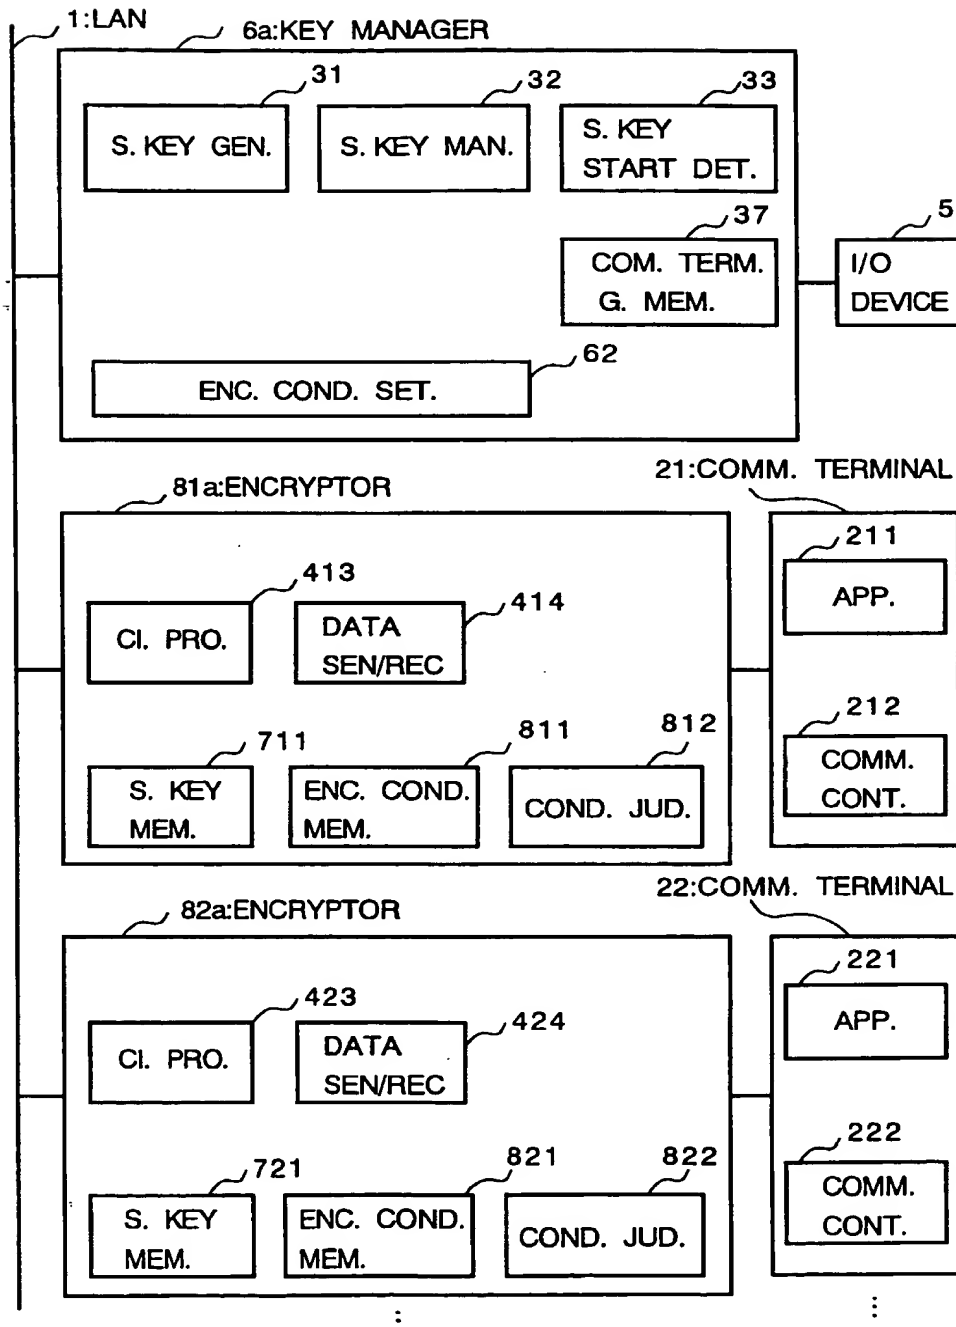 1:LAN
6a:KEY MANAGER
31
32
33
S. KEY GEN.
S. KEY MAN.
S. KEY
START DET.
37
5
COM. TERM.
G. MEM.
I/O
DEVICE
62
ENC. COND. SET.
81a:ENCRYPTOR
21:COMM. TERMINAL
413
414
211
CI. PRO.
DATA
SEN/REC
APP.
711
811
812
212
S. KEY
MEM.
ENC. COND.
MEM.
COND. JUD.
COMM.
CONT.
82a:ENCRYPTOR
22:COMM. TERMINAL
423
424
221
CI. PRO.
DATA
SEN/REC
APP.
721
821
822
222
S. KEY
MEM.
ENC. COND.
MEM.
COND. JUD.
COMM.
CONT.